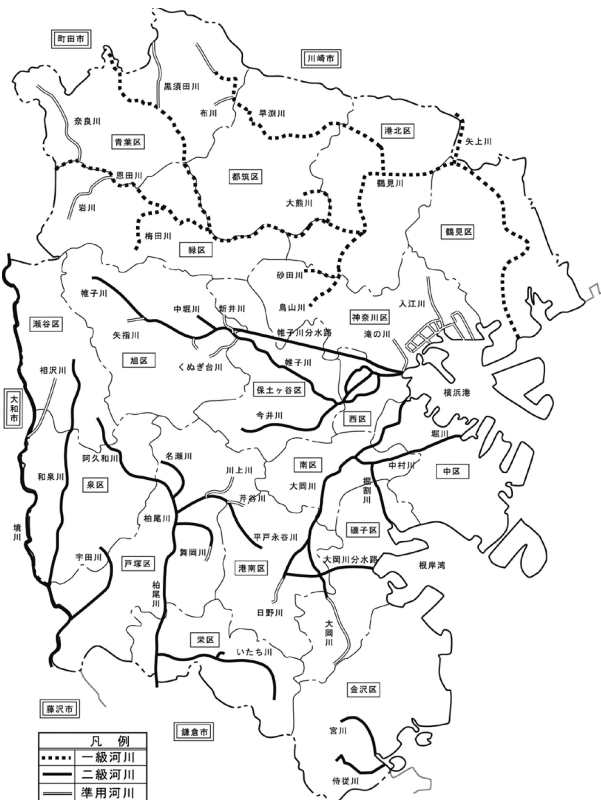 町田市
川崎市
黒須田川
奈良川
布川
早渕川
港北区
矢上川
青葉区
恩田川
都筑区
鶴見川
岩川
大熊川
鶴見区
梅田川
緑区
砂田川
帷子川
鳥山川
入江川
中堀川
新井川
神奈川区
瀬谷区
帷子川分水路
滝の川
矢指川
旭区
くぬぎ台川
帷子川
相沢川
保土ヶ谷区
横浜港
大和市
今井川
西区
堀川
阿久和川
名瀬川
南区
中村川
中区
川上川
和泉川
泉区
大岡川
堀割川
芹谷川
柏尾川
平戸永谷川
磯子区
境川
宇田川
舞岡川
大岡川分水路
戸塚区
港南区
根岸湾
柏尾川
日野川
大岡川
栄区
いたち川
金沢区
藤沢市
鎌倉市
宮川
侍従川
凡 例
一級河川
二級河川
準用河川